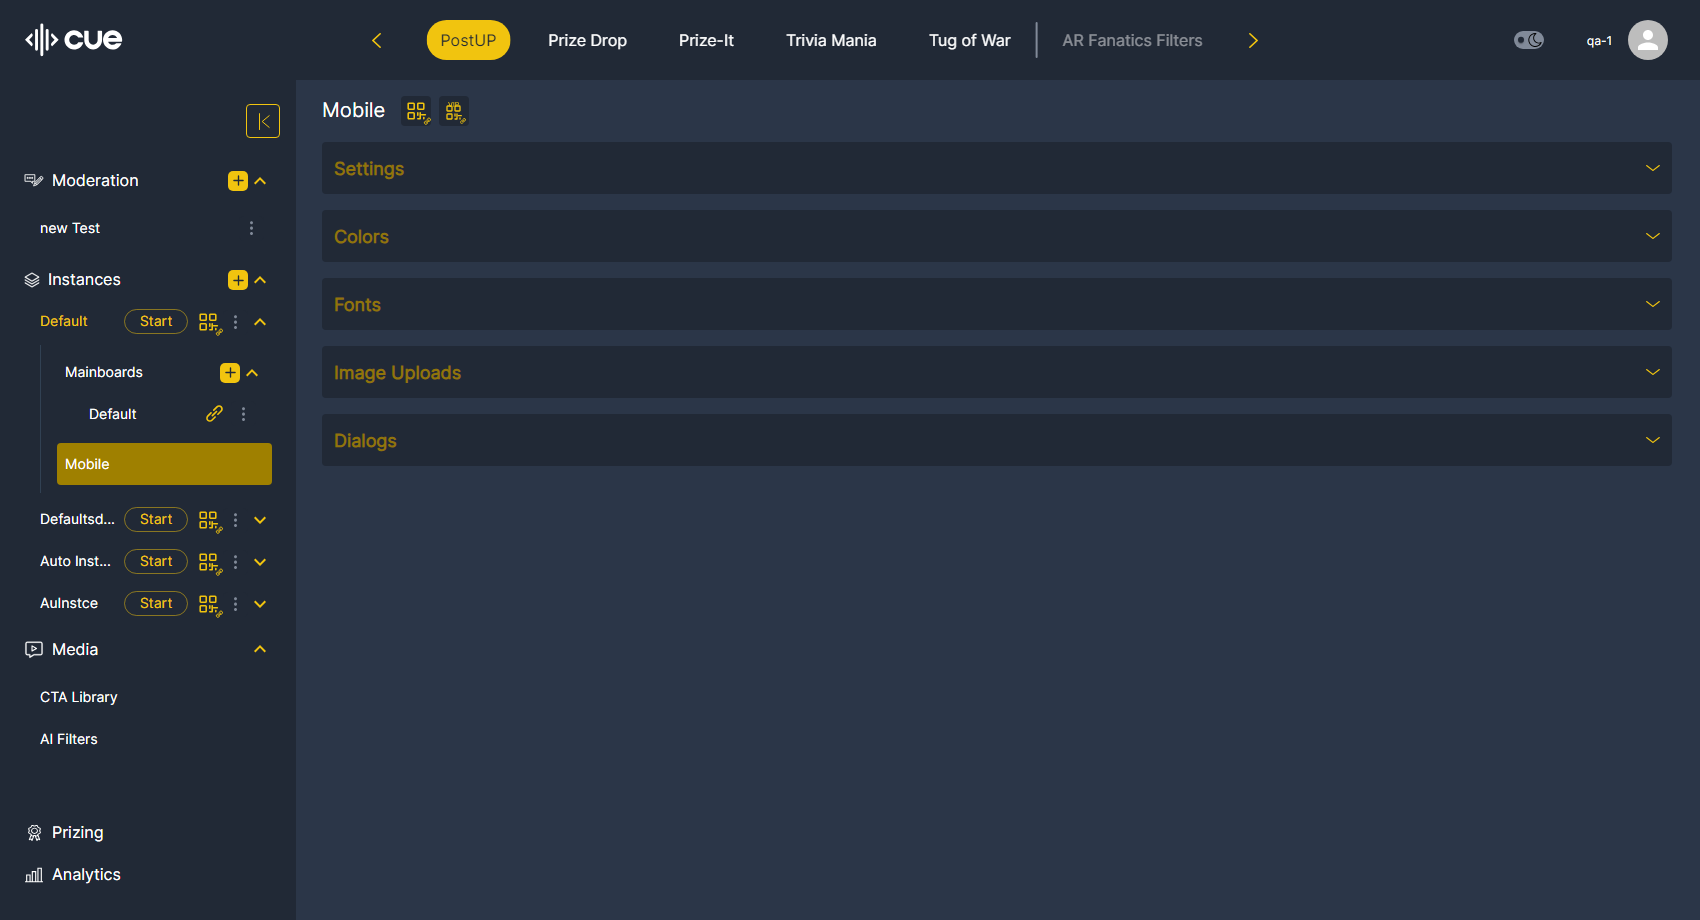 cue
PostUP
Prize Drop
Prize-It
Trivia Mania
Tug of War
AR Fanatics Filters
qa-1
Moderation
new Test
Instances
Default
Start
Mainboards
Default
Mobile
Defaultsd...
Start
Auto Inst...
Start
AuInstce
Start
Media
CTA Library
AI Filters
Prizing
Analytics
Mobile
VIP
Settings
Colors
Fonts
Image Uploads
Dialogs